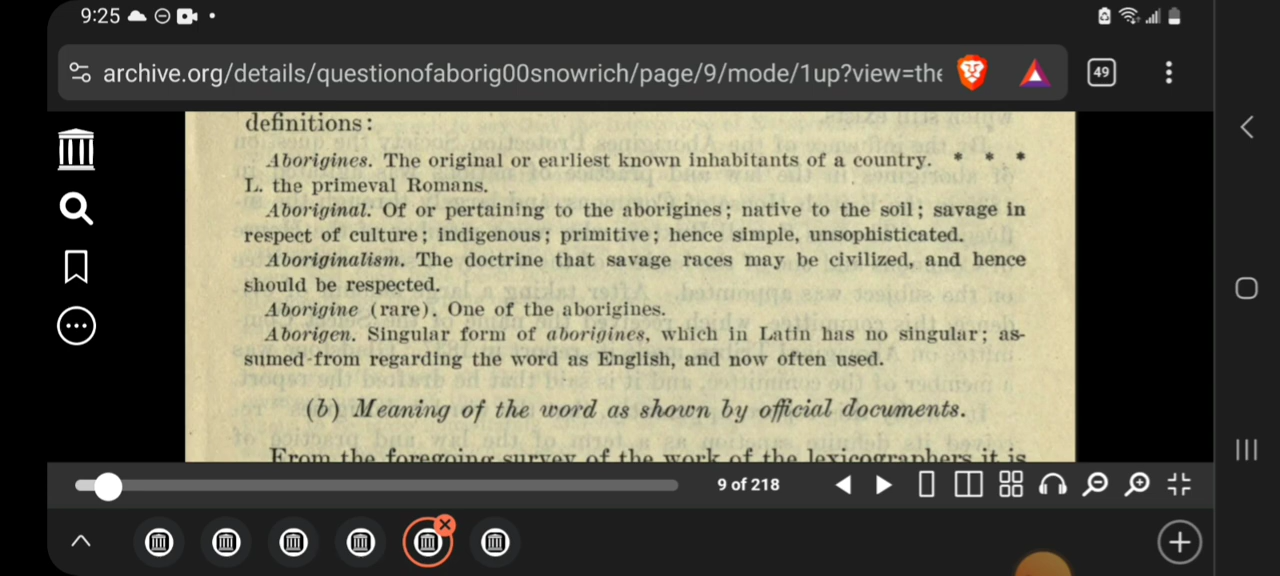 9:25
archive.org/details/questionofaborig00snowrich/page/9/mode/1up?view=the
49
definitions:
Aborigines. The original or earliest known inhabitants of a country. * * *
L. the primeval Romans.
Aboriginal. Of or pertaining to the aborigines; native to the soil; savage in
respect of culture; indigenous; primitive; hence simple, unsophisticated.
Aboriginalism. The doctrine that savage races may be civilized, and hence
should be respected.
Aborigine (rare). One of the aborigines.
Aborigen. Singular form of aborigines, which in Latin has no singular; as-
sumed from regarding the word as English, and now often used.
(b) Meaning of the word as shown by official documents.
From the foregoing survey of the work of the lexicographers it is
9 of 218